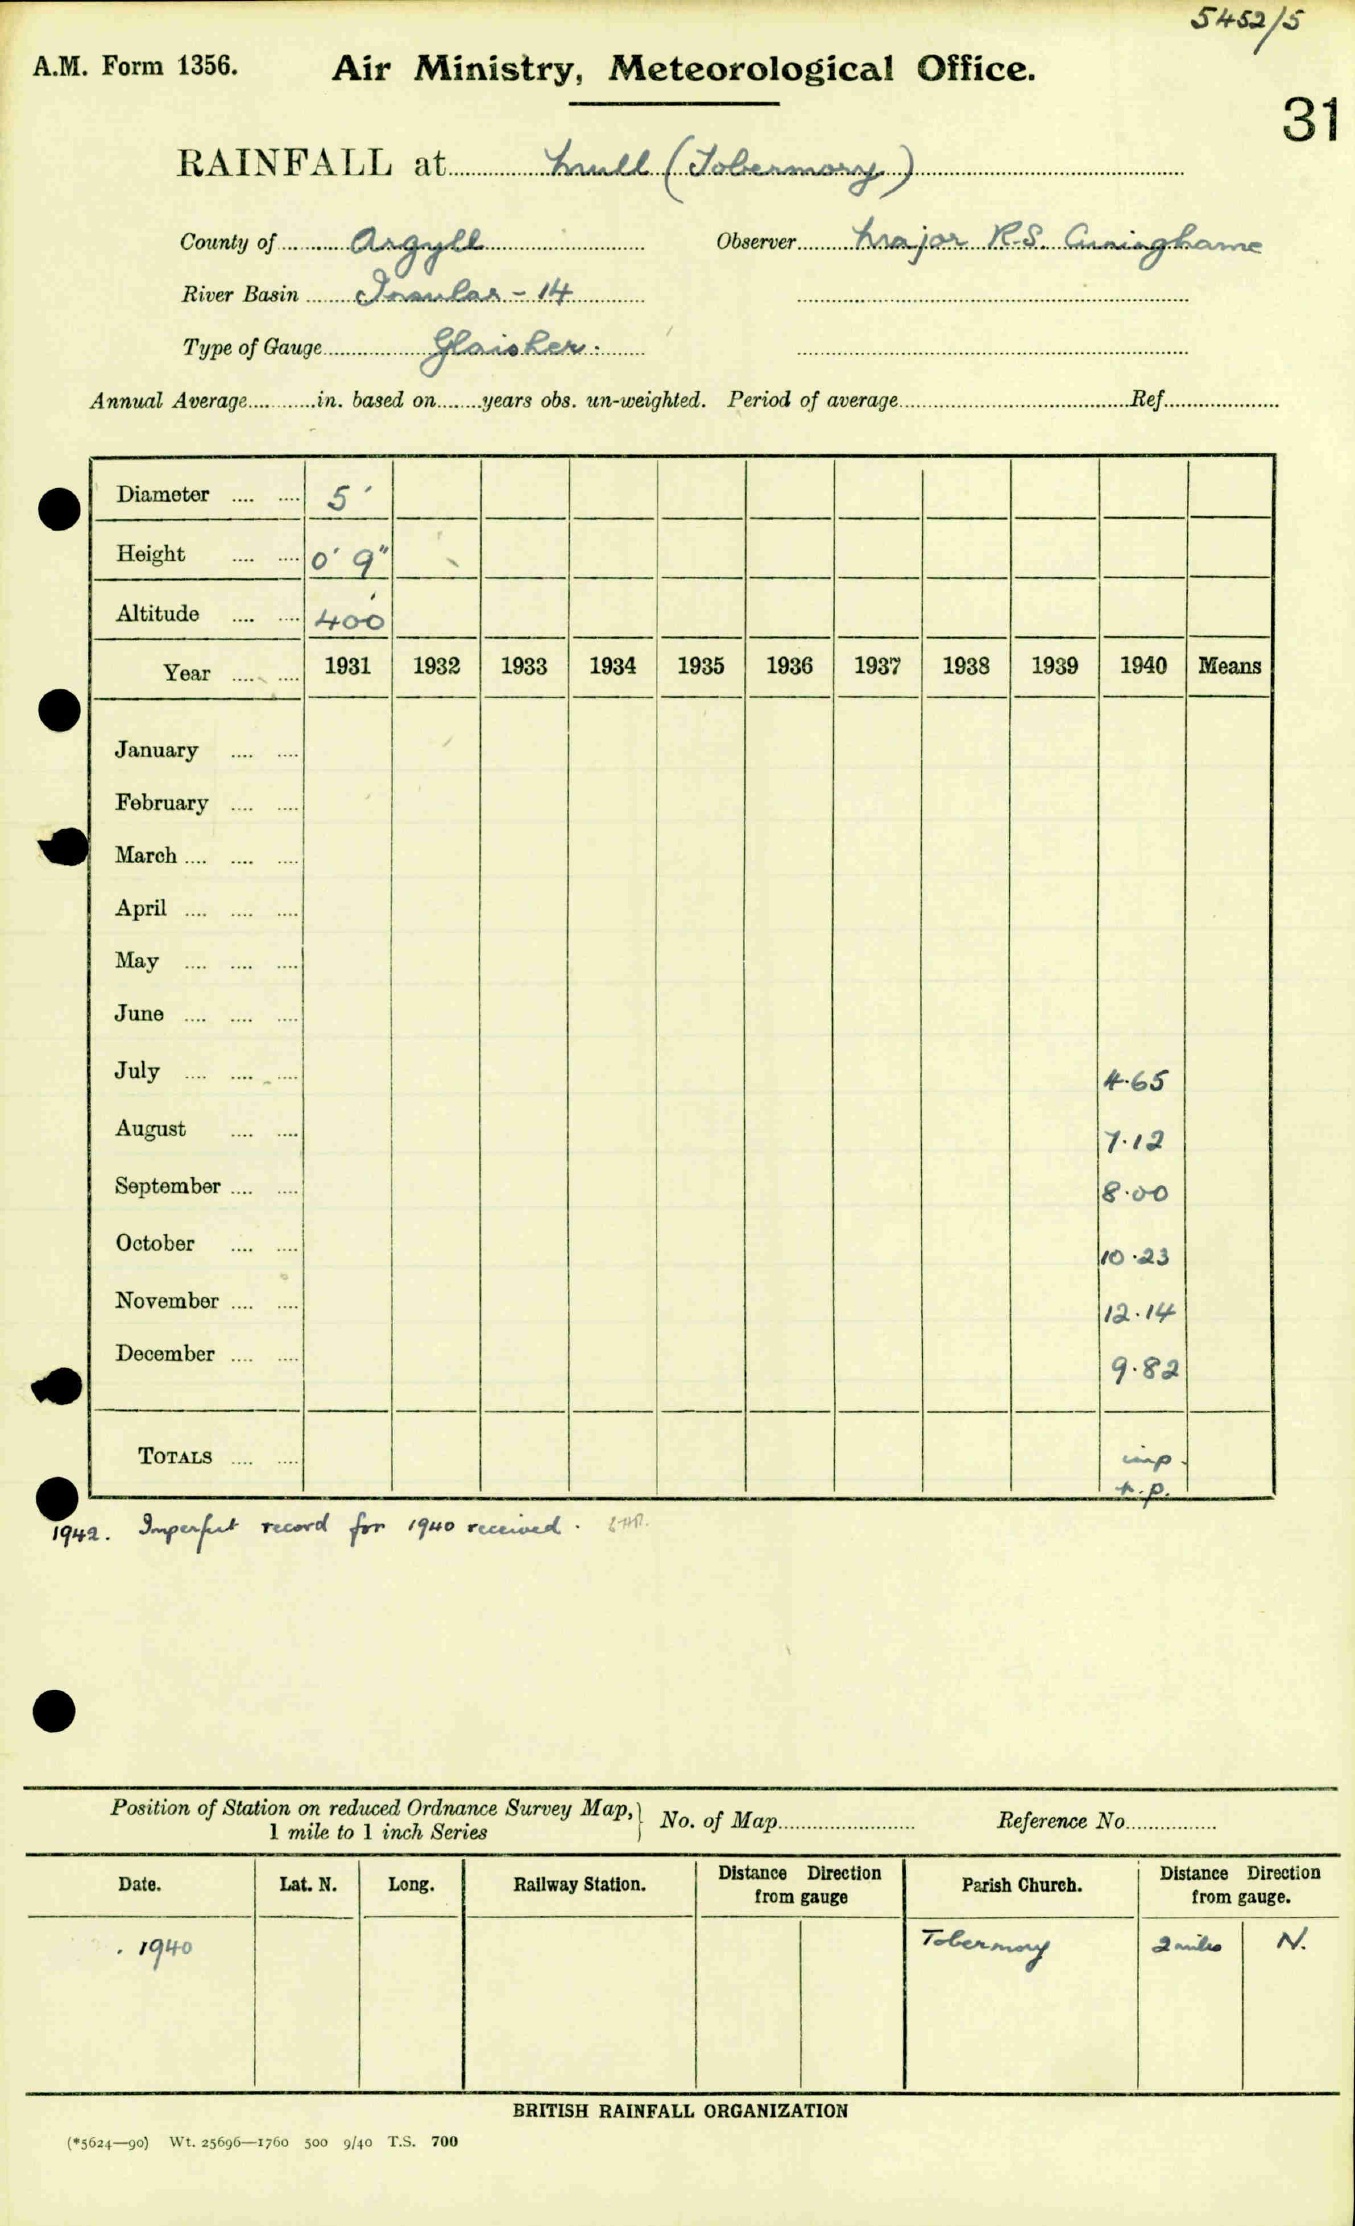 5452/5
A.M. Form 1356. Air Ministry, Meteorological Office.
31
RAINFALL at Mull (Tobermory)
County of Argyll Observer Major R.S. Cuninghame
River Basin Insular - 14
Type of Gauge Glaisher.
Annual Average in. based on years obs. un-weighted. Period of average Ref.
Diameter 5'
Height 0' 9"
Altitude 400'
Year 1931 1932 1933 1934 1935 1936 1937 1938 1939 1940 Means
January
February
March
April
May
June
July 4.65
August 7.12
September 8.00
October 10.23
November 12.14
December 9.82
TOTALS imp.
n.p.
1942. Imperfect record for 1940 received.
Position of Station on reduced Ordnance Survey Map, } No. of Map Reference No.
1 mile to 1 inch Series
Date. Lat. N. Long. Railway Station. Distance Direction from gauge Parish Church. Distance Direction from gauge.
. 1940 Tobermory 2 miles N.
BRITISH RAINFALL ORGANIZATION
(*5624—90) Wt. 25696—1760 500 9/40 T.S. 700